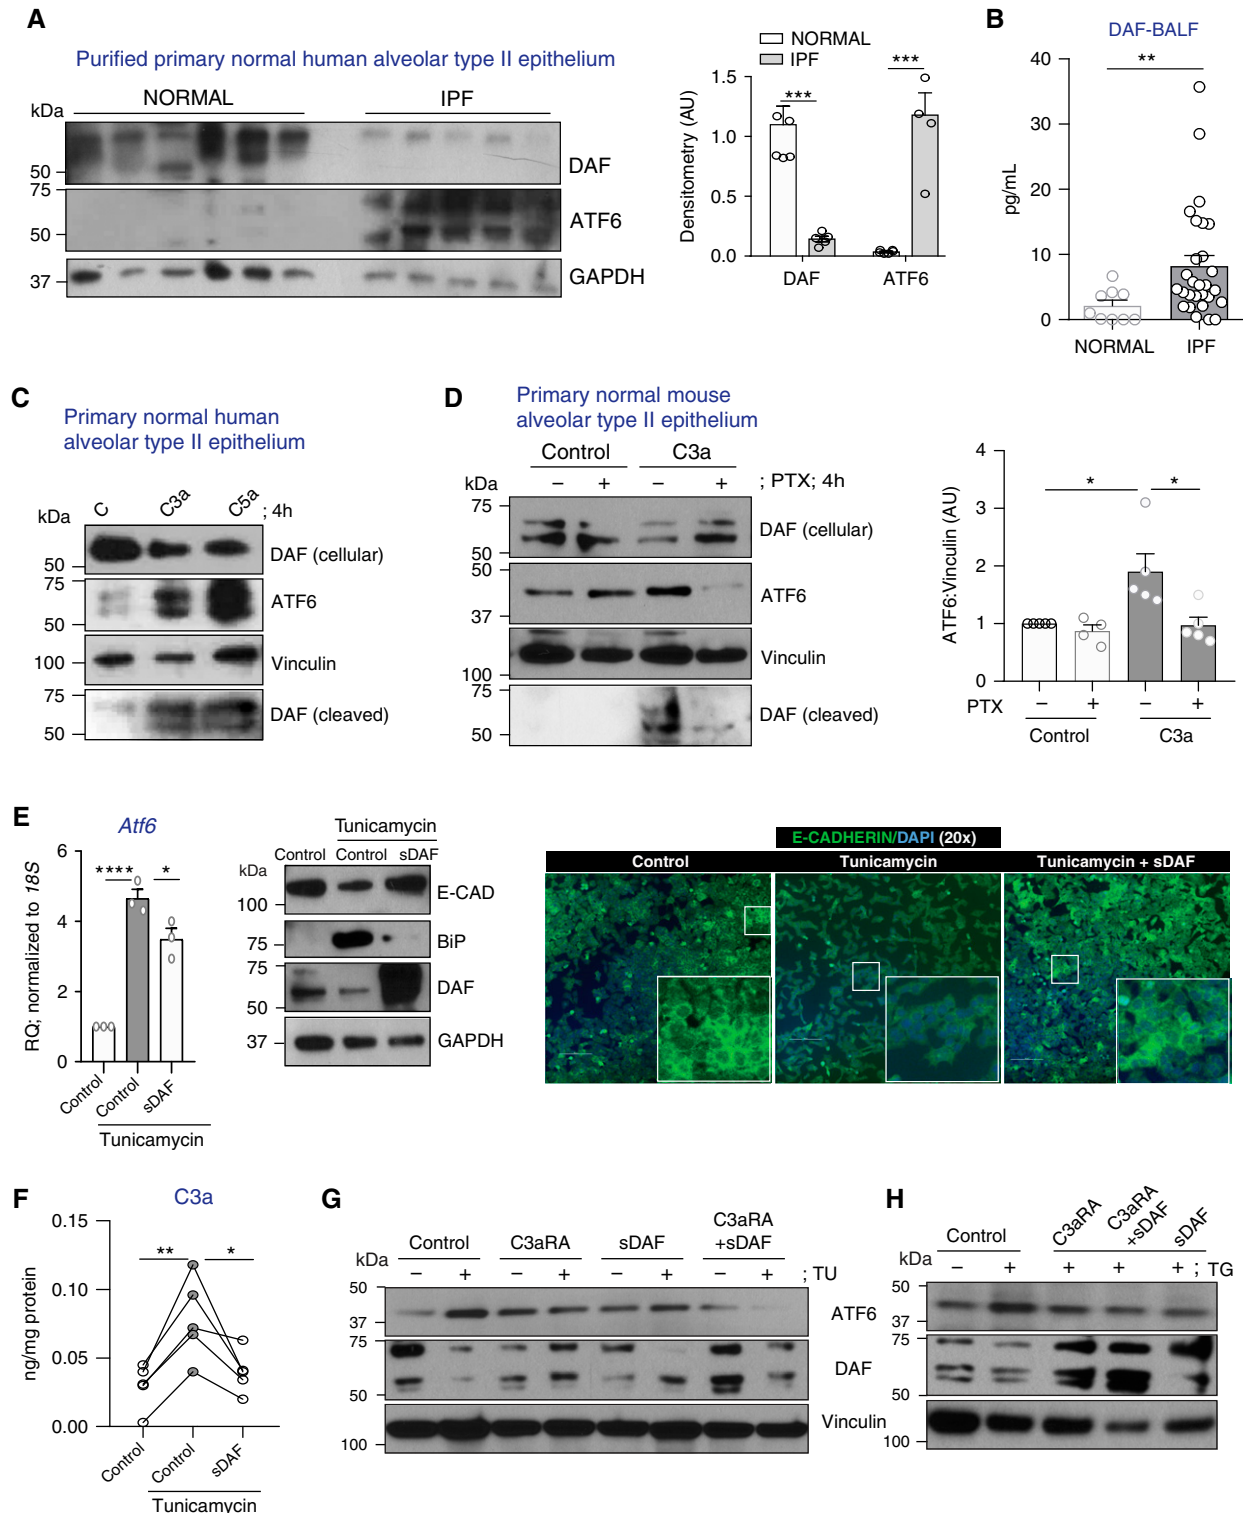 A
Purified primary normal human alveolar type II epithelium
kDa
NORMAL
IPF
50
DAF
75
50
ATF6
37
GAPDH
NORMAL
IPF
Densitometry (AU)
1.5
1.0
0.5
0.0
***
***
DAF
ATF6
B
DAF-BALF
**
pg/mL
40
30
20
10
0
NORMAL
IPF
C
Primary normal human
alveolar type II epithelium
kDa
C
C3a
C5a
; 4h
50
DAF (cellular)
75
50
ATF6
100
Vinculin
75
50
DAF (cleaved)
D
Primary normal mouse
alveolar type II epithelium
Control
C3a
kDa
− + − + ; PTX; 4h
75
50
DAF (cellular)
50
37
ATF6
100
Vinculin
75
50
DAF (cleaved)
ATF6:Vinculin (AU)
4
3
2
1
0
*
*
PTX − + − +
Control
C3a
E
Atf6
RQ; normalized to 18S
6
4
2
0
****
*
Control
Control
sDAF
Tunicamycin
Tunicamycin
Control Control sDAF
kDa
100
E-CAD
75
BiP
75
50
DAF
37
GAPDH
E-CADHERIN/DAPI (20x)
Control
Tunicamycin
Tunicamycin + sDAF
F
C3a
ng/mg protein
0.15
0.10
0.05
0.00
**
*
Control
Control
sDAF
Tunicamycin
G
kDa
Control
C3aRA
sDAF
C3aRA
+sDAF
− + − + − + − + ; TU
50
37
ATF6
75
50
DAF
100
Vinculin
H
kDa
Control
C3aRA
C3aRA
+sDAF
sDAF
− + + + + ; TG
50
37
75
50
100